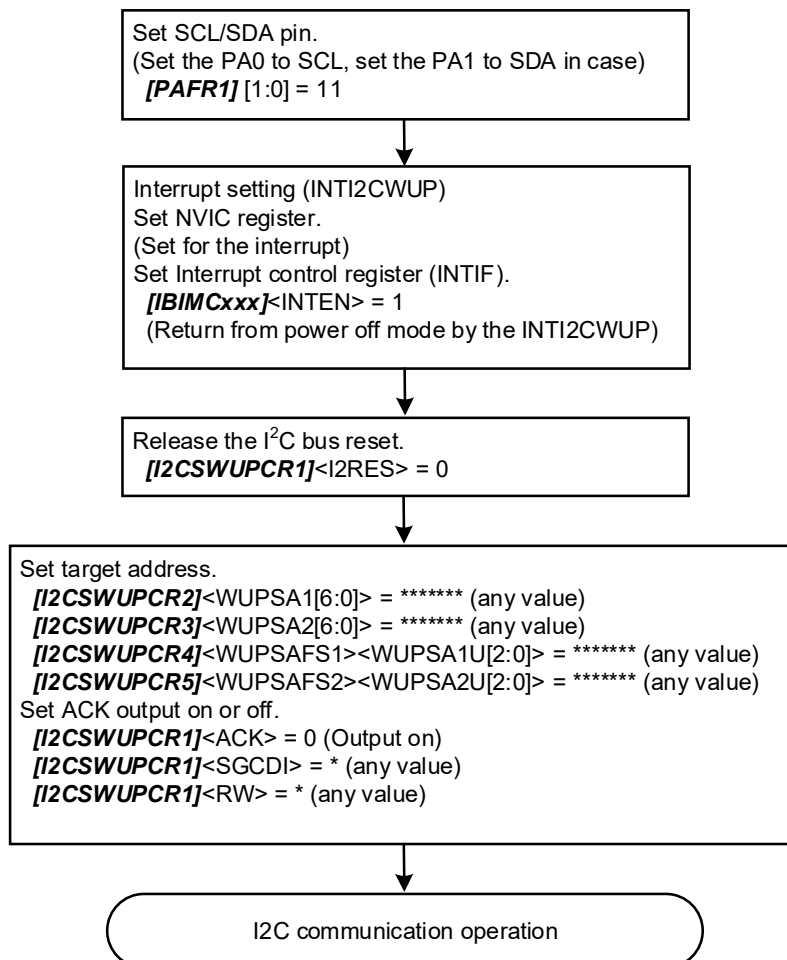 Set SCL/SDA pin.
(Set the PA0 to SCL, set the PA1 to SDA in case)
[PAFR1] [1:0] = 11
Interrupt setting (INTI2CWUP)
Set NVIC register.
(Set for the interrupt)
Set Interrupt control register (INTIF).
[IBIMCxxx]<INTEN> = 1
(Return from power off mode by the INTI2CWUP)
Release the I²C bus reset.
[I2CSWUPCR1]<I2RES> = 0
Set target address.
[I2CSWUPCR2]<WUPSA1[6:0]> = ******* (any value)
[I2CSWUPCR3]<WUPSA2[6:0]> = ******* (any value)
[I2CSWUPCR4]<WUPSAFS1><WUPSA1U[2:0]> = ******* (any value)
[I2CSWUPCR5]<WUPSAFS2><WUPSA2U[2:0]> = ******* (any value)
Set ACK output on or off.
[I2CSWUPCR1]<ACK> = 0 (Output on)
[I2CSWUPCR1]<SGCDI> = * (any value)
[I2CSWUPCR1]<RW> = * (any value)
I2C communication operation